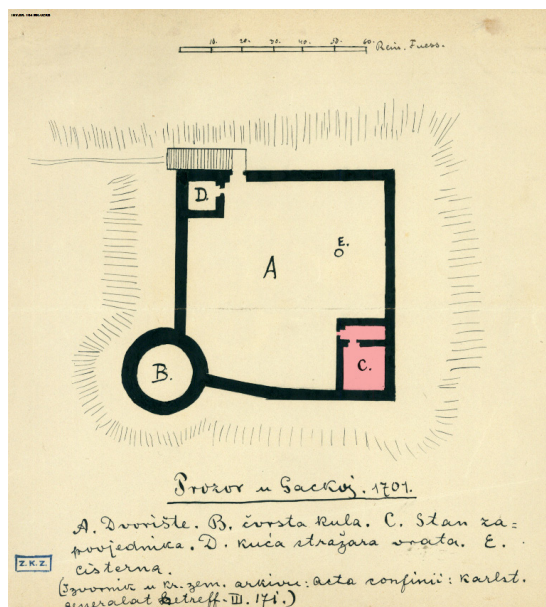 10. 20. 30. 40. 50. 60. Rein. Fuess.
D.
E.
A
C.
B.
Prozor u Gackoj. 1701.
A. Dvorište. B. čvrsta kula. C. Stan za=
povjednika. D. kuća stražara vrata. E.
cisterna.
Z.K.Z.
(Izvornik u kr. zem. arkivu: acta confinii: karlst.
generalat betreff. III. 171.)